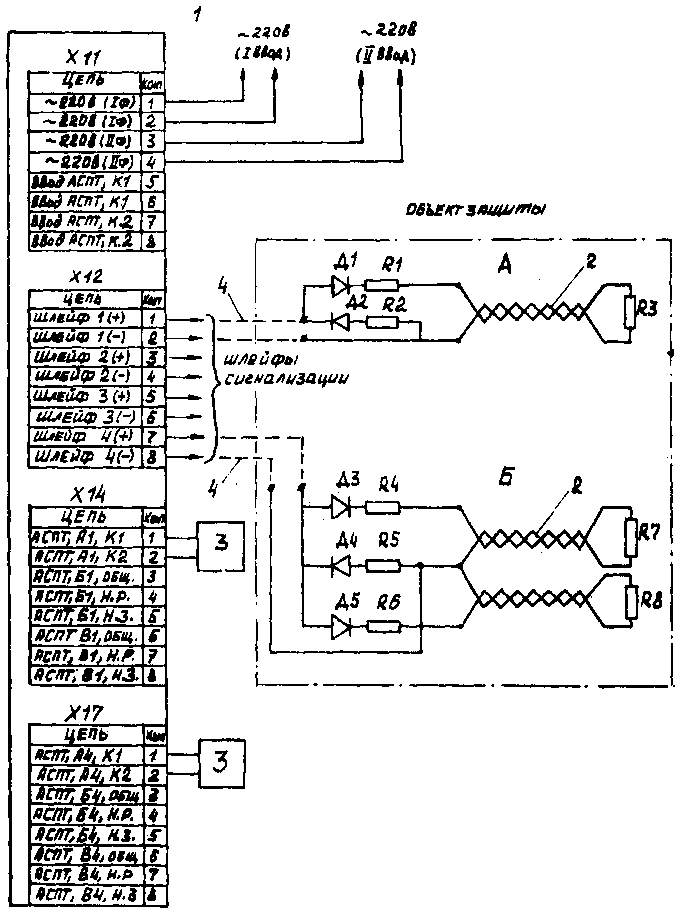 1
~220В
(I ВВОД)
~220В
(II ВВОД)
X11
ЦЕПЬ Кон
~220В (IФ) 1
~220В (IФ) 2
~220В (IIФ) 3
~220В (IIФ) 4
ВВод АСПТ, К1 5
ВВод АСПТ, К1 6
ВВод АСПТ, К.2 7
ВВод АСПТ, К.2 8
ОБЪЕКТ ЗАЩИТЫ
X12
ЦЕПЬ Кон
ШЛЕЙФ 1(+) 1
ШЛЕЙФ 1(-) 2
ШЛЕЙФ 2(+) 3
ШЛЕЙФ 2(-) 4
ШЛЕЙФ 3(+) 5
ШЛЕЙФ 3(-) 6
ШЛЕЙФ 4(+) 7
ШЛЕЙФ 4(-) 8
4
ШЛЕЙФЫ
СИГНАЛИЗАЦИИ
4
Д1 R1 А 2
Д2 R2 R3
Д3 R4 Б 2
Д4 R5 R7
Д5 R6 R8
X14
ЦЕПЬ Кон
АСПТ, А1, К1 1
АСПТ, А1, К2 2
АСПТ, Б1, ОБЩ. 3
АСПТ, Б1, Н.Р. 4
АСПТ, Б1, Н.З. 5
АСПТ В1, ОБЩ. 6
АСПТ, В1, Н.Р. 7
АСПТ, В1, Н.З. 8
3
X17
ЦЕПЬ Кон
АСПТ, А4, К1 1
АСПТ, А4, К2 2
АСПТ, Б4, ОБЩ 3
АСПТ, Б4, Н.Р. 4
АСПТ, Б4, Н.З. 5
АСПТ, В4, ОБЩ 6
АСПТ, В4, Н.Р 7
АСПТ, В4, Н.З 8
3